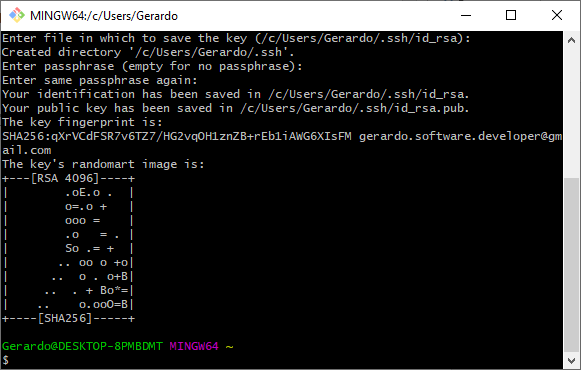 MINGW64:/c/Users/Gerardo
Enter file in which to save the key (/c/Users/Gerardo/.ssh/id_rsa):
Created directory '/c/Users/Gerardo/.ssh'.
Enter passphrase (empty for no passphrase):
Enter same passphrase again:
Your identification has been saved in /c/Users/Gerardo/.ssh/id_rsa.
Your public key has been saved in /c/Users/Gerardo/.ssh/id_rsa.pub.
The key fingerprint is:
SHA256:qXrVCdFSR7v6TZ7/HG2vqOH1znZB+rEb1iAWG6XIsFM gerardo.software.developer@gm
ail.com
The key's randomart image is:
+---[RSA 4096]----+
|        .oE.o .  |
|        o=.o +   |
|        ooo =    |
|        .o   = . |
|        So .= +  |
|       .. oo o +o|
|      ..  o . o+B|
|     ..  . + Bo*=|
|    ..    o.ooO=B|
+----[SHA256]-----+
Gerardo@DESKTOP-8PMBDMT MINGW64 ~
$